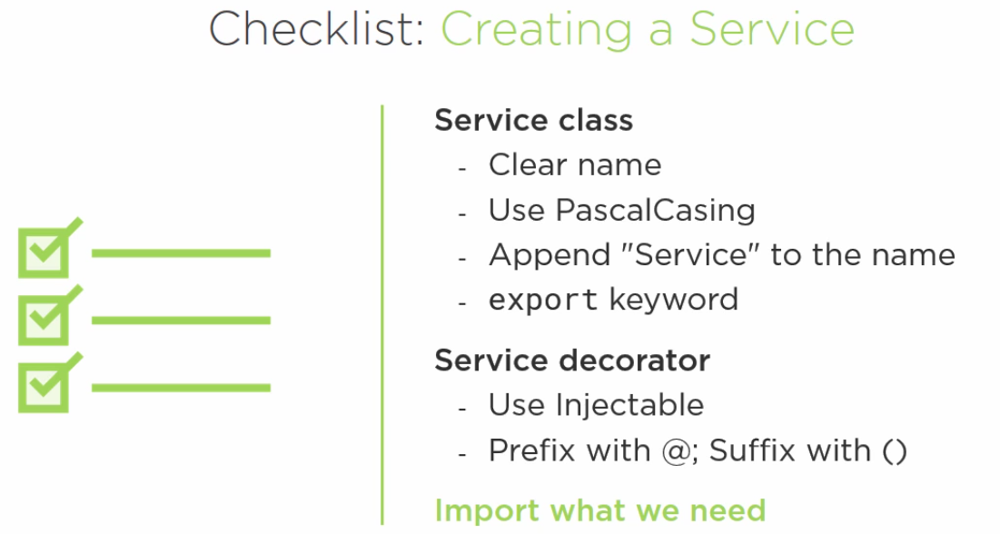 Checklist: Creating a Service
Service class
- Clear name
- Use PascalCasing
- Append "Service" to the name
- export keyword
Service decorator
- Use Injectable
- Prefix with @; Suffix with ()
Import what we need